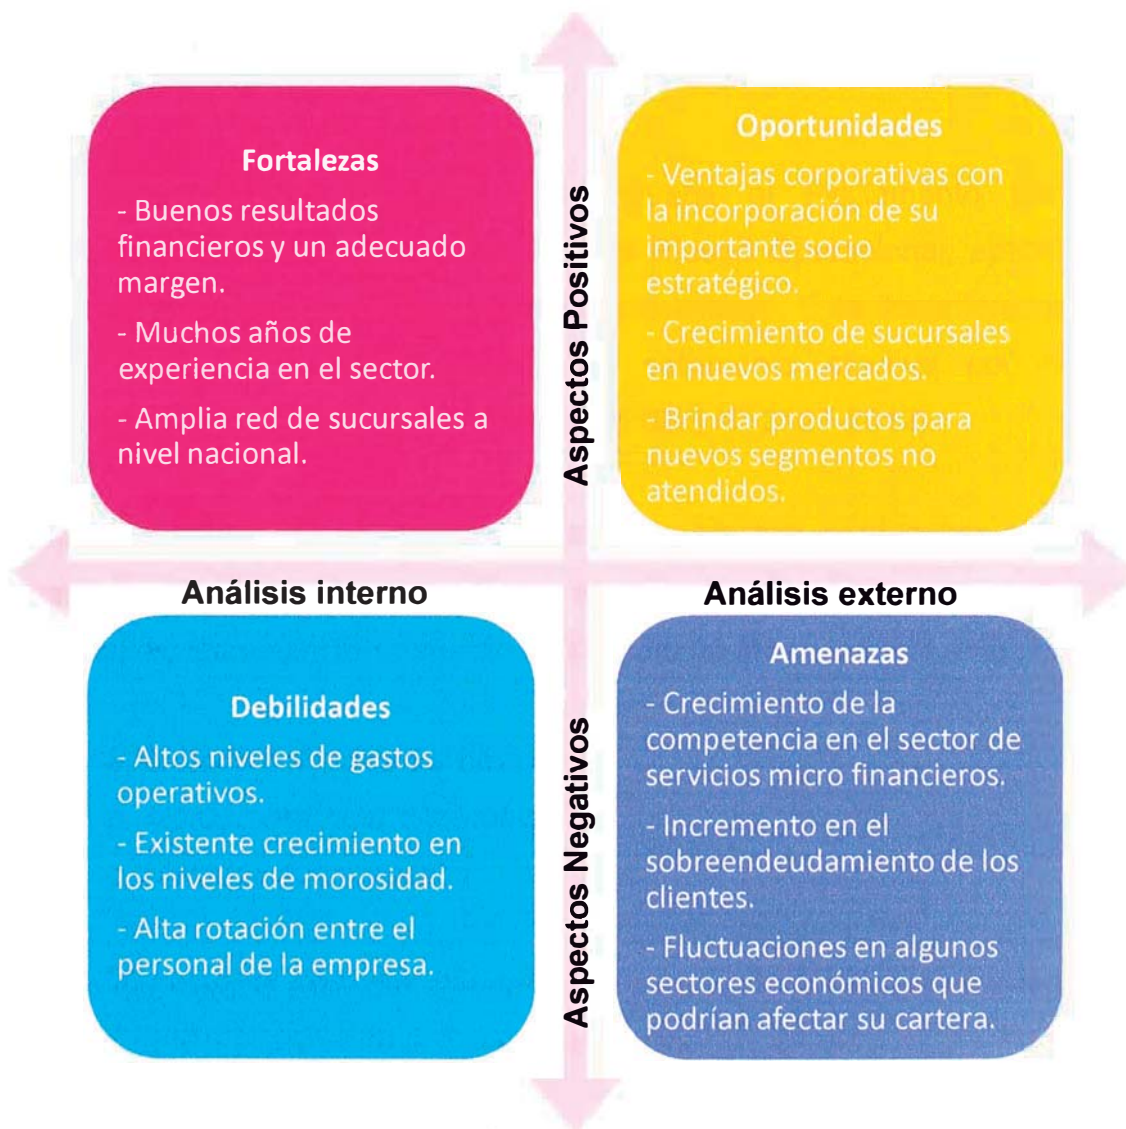 Fortalezas
- Buenos resultados
financieros y un adecuado
margen.
- Muchos años de
experiencia en el sector.
- Amplia red de sucursales a
nivel nacional.
Aspectos Positivos
Oportunidades
- Ventajas corporativas con
la incorporación de su
importante socio
estratégico.
- Crecimiento de sucursales
en nuevos mercados.
- Brindar productos para
nuevos segmentos no
atendidos.
Análisis interno
Análisis externo
Debilidades
- Altos niveles de gastos
operativos.
- Existente crecimiento en
los niveles de morosidad.
- Alta rotación entre el
personal de la empresa.
Aspectos Negativos
Amenazas
- Crecimiento de la
competencia en el sector de
servicios micro financieros.
- Incremento en el
sobreendeudamiento de los
clientes.
- Fluctuaciones en algunos
sectores económicos que
podrían afectar su cartera.